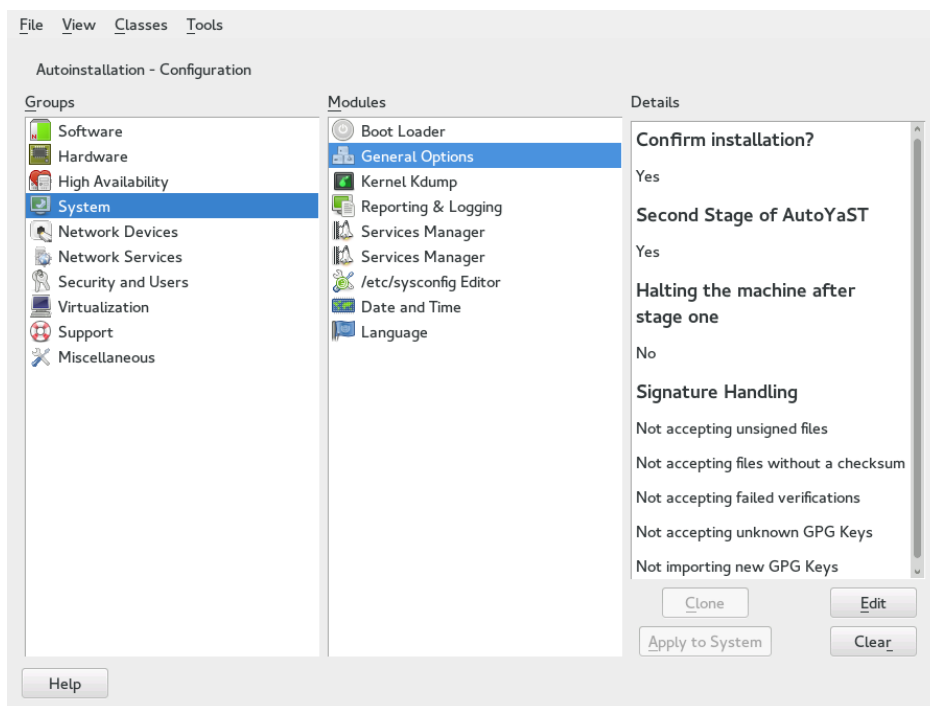 File View Classes Tools
Autoinstallation - Configuration
Groups
Software
Hardware
High Availability
System
Network Devices
Network Services
Security and Users
Virtualization
Support
Miscellaneous
Modules
Boot Loader
General Options
Kernel Kdump
Reporting & Logging
Services Manager
Services Manager
/etc/sysconfig Editor
Date and Time
Language
Details
Confirm installation?
Yes
Second Stage of AutoYaST
Yes
Halting the machine after
stage one
No
Signature Handling
Not accepting unsigned files
Not accepting files without a checksum
Not accepting failed verifications
Not accepting unknown GPG Keys
Not importing new GPG Keys
Clone Edit
Apply to System Clear
Help